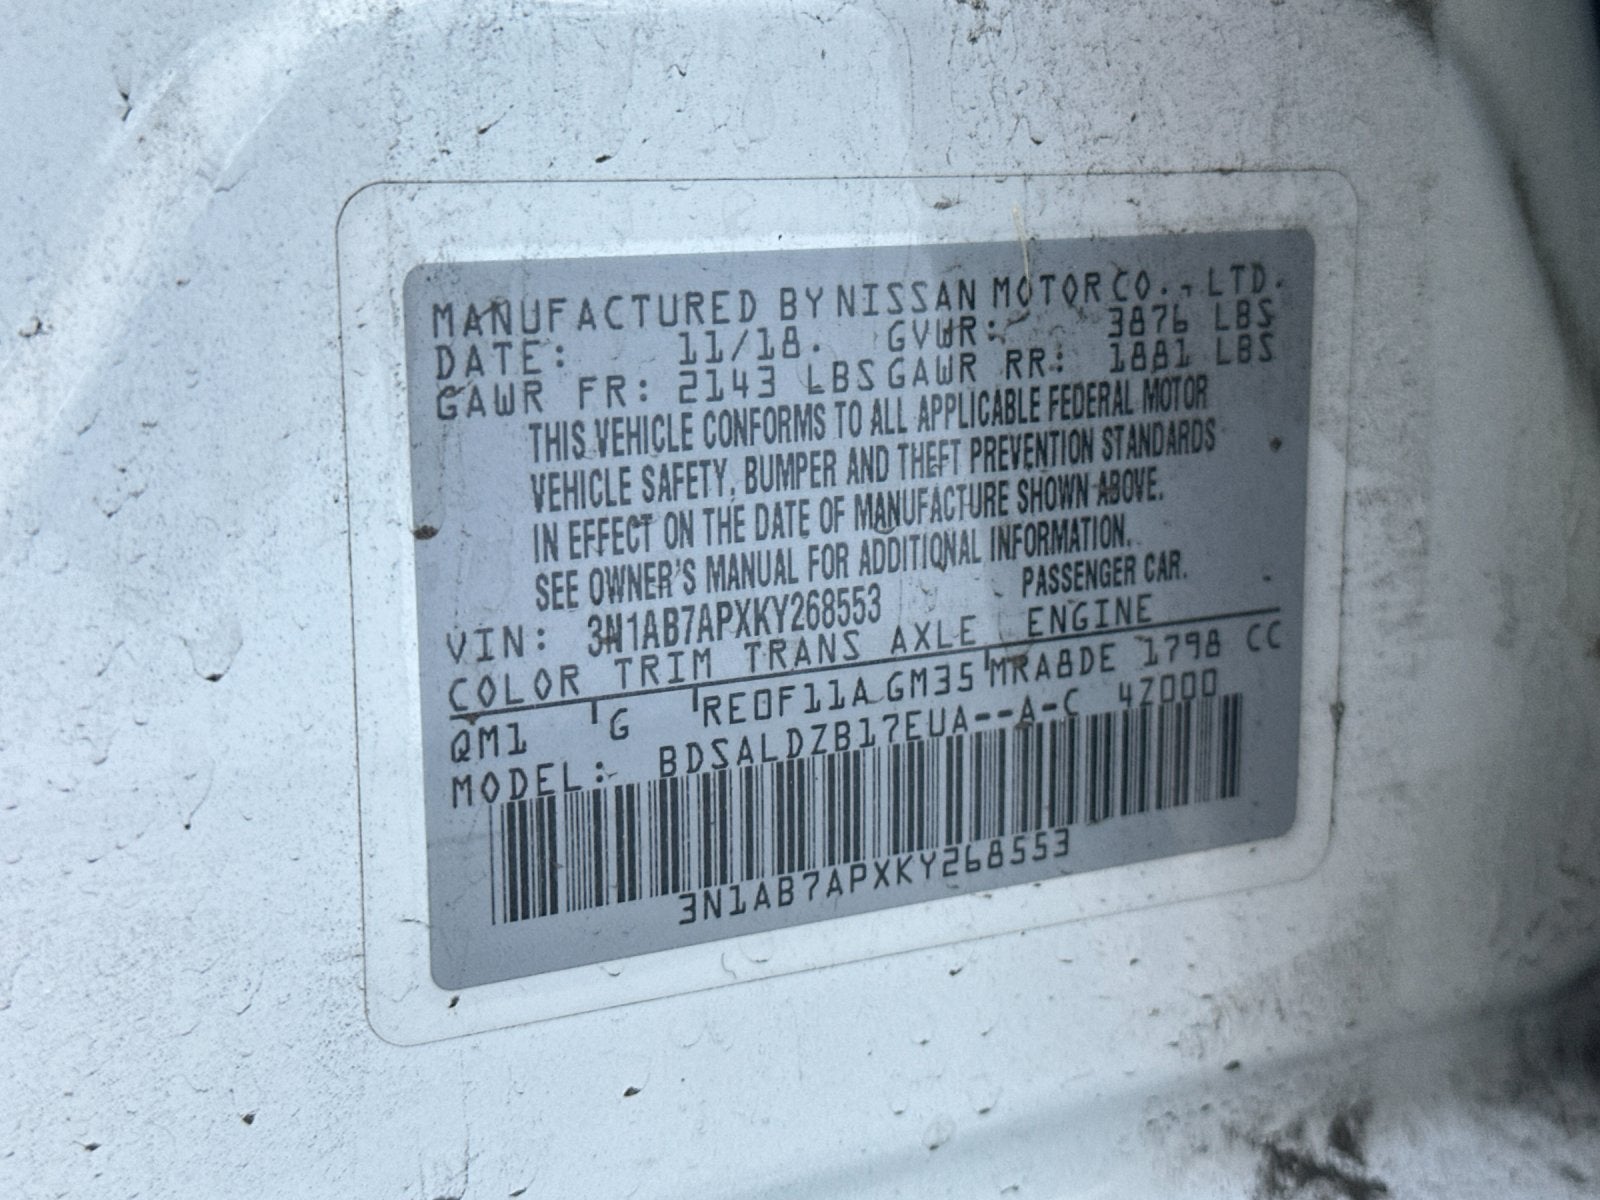 MANUFACTURED BY NISSAN MOTOR CO., LTD.
DATE: 11/18. GVWR: 3876 LBS
GAWR FR: 2143 LBS GAWR RR: 1881 LBS
THIS VEHICLE CONFORMS TO ALL APPLICABLE FEDERAL MOTOR
VEHICLE SAFETY, BUMPER AND THEFT PREVENTION STANDARDS
IN EFFECT ON THE DATE OF MANUFACTURE SHOWN ABOVE.
SEE OWNER'S MANUAL FOR ADDITIONAL INFORMATION.
VIN: 3N1AB7APXKY268553 PASSENGER CAR.
COLOR TRIM TRANS AXLE ENGINE
QM1 G RE0F11A GM35 MRA8DE 1798 CC
MODEL: BDSALDZB17EUA--A-C 4Z000
3N1AB7APXKY268553